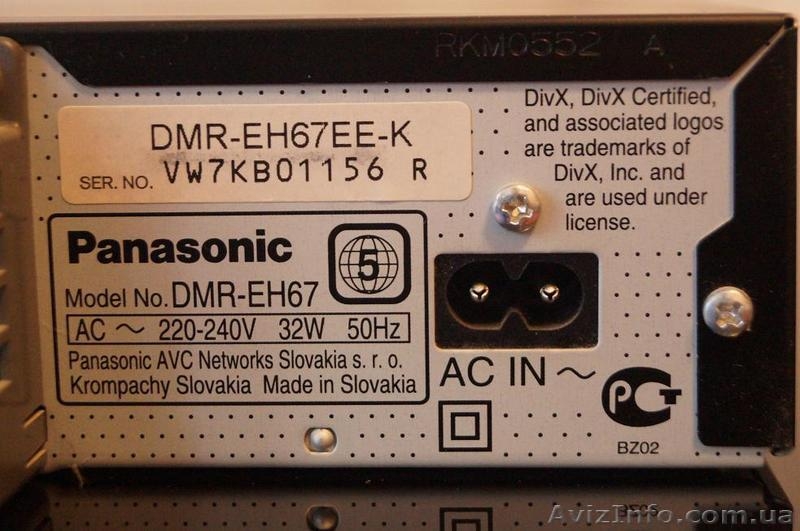 RKM0552 A
DMR-EH67EE-K
SER. NO. VW7KB01156 R
DivX, DivX Certified,
and associated logos
are trademarks of
DivX, Inc. and
are used under
license.
Panasonic
5
Model No. DMR-EH67
AC ～ 220-240V 32W 50Hz
Panasonic AVC Networks Slovakia s. r. o.
Krompachy Slovakia Made in Slovakia
AC IN ～
РСТ
BZ02
AvizInfo.com.ua